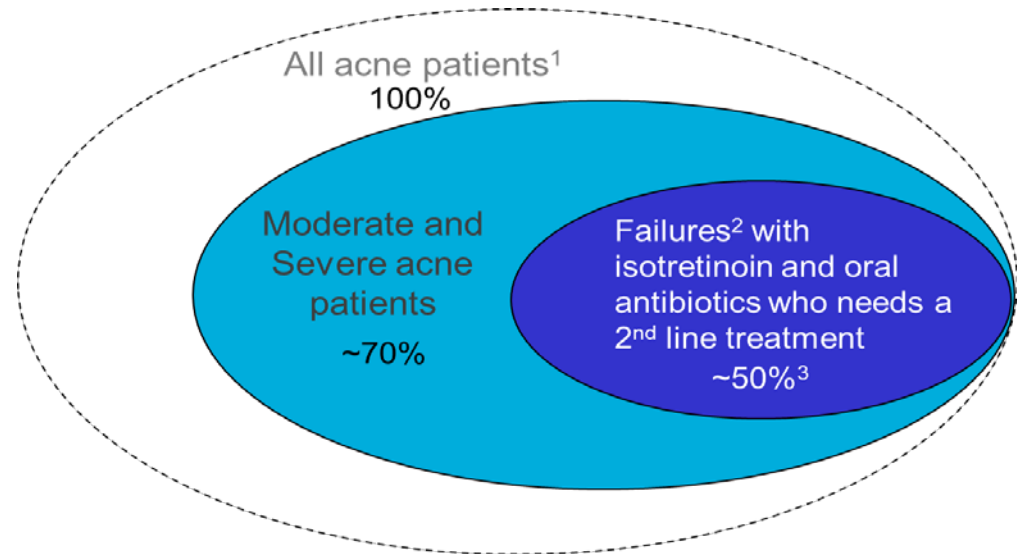 All acne patients¹
100%
Moderate and
Severe acne
patients
~70%
Failures² with
isotretinoin and oral
antibiotics who needs a
2nd line treatment
~50%³